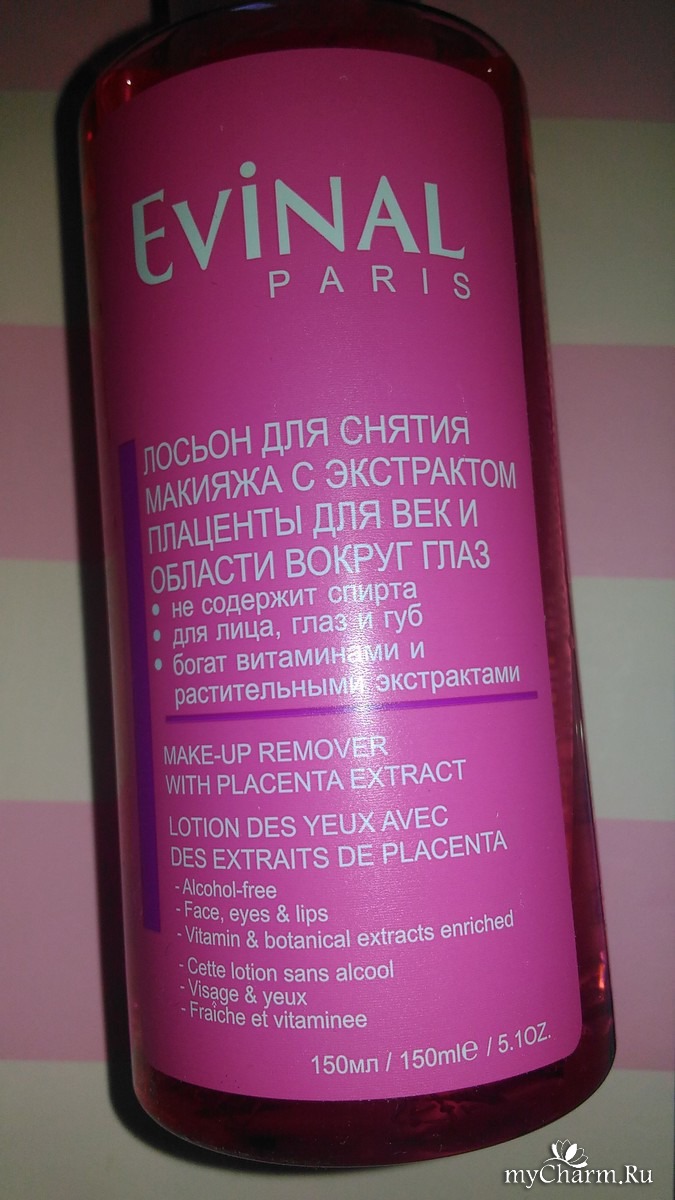 EViNAL
PARIS
ЛОСЬОН ДЛЯ СНЯТИЯ
МАКИЯЖА С ЭКСТРАКТОМ
ПЛАЦЕНТЫ ДЛЯ ВЕК И
ОБЛАСТИ ВОКРУГ ГЛАЗ
• не содержит спирта
• для лица, глаз и губ
• богат витаминами и
растительными экстрактами
MAKE-UP REMOVER
WITH PLACENTA EXTRACT
LOTION DES YEUX AVEC
DES EXTRAITS DE PLACENTA
- Alcohol-free
- Face, eyes & lips
- Vitamin & botanical extracts enriched
- Cette lotion sans alcool
- Visage & yeux
- Fraîche et vitaminee
150мл / 150ml℮ / 5.1OZ.
myCharm.Ru